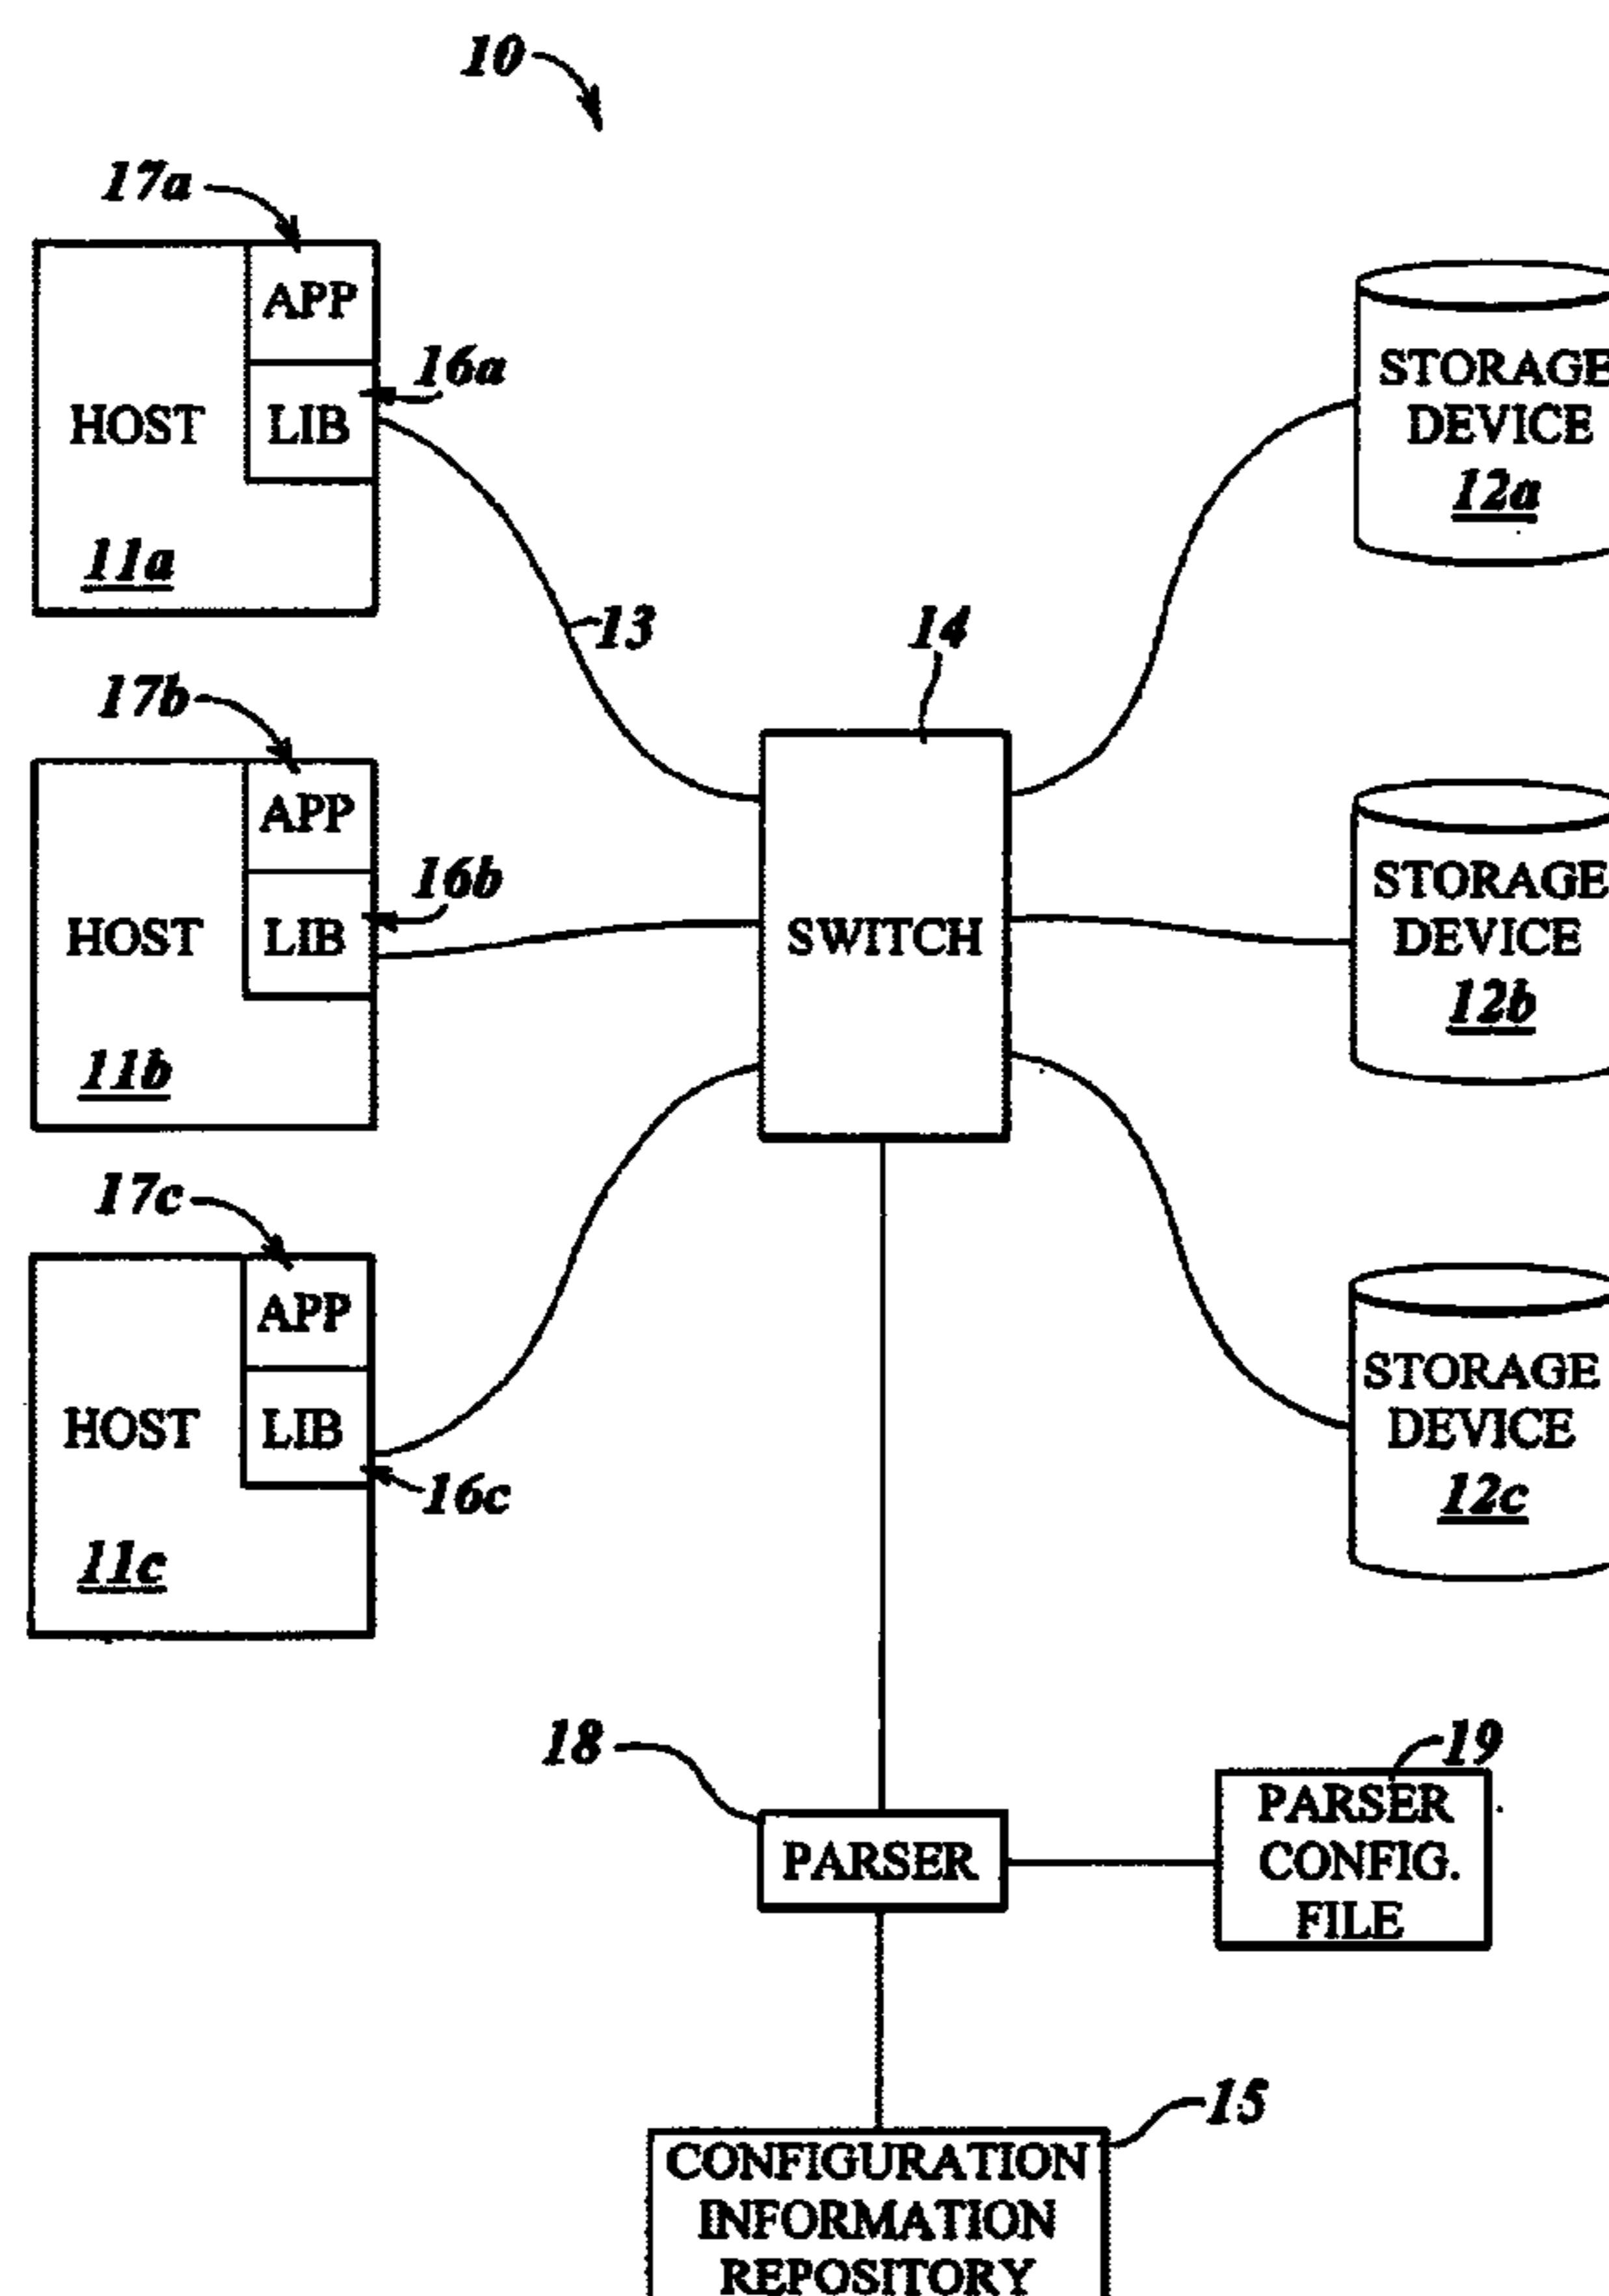 10
17a
APP
16a
HOST
LIB
11a
13
14
STORAGE
DEVICE
12a
17b
APP
16b
HOST
LIB
11b
SWITCH
STORAGE
DEVICE
12b
17c
APP
HOST
LIB
16c
11c
STORAGE
DEVICE
12c
18
PARSER
19
PARSER
CONFIG.
FILE
15
CONFIGURATION
INFORMATION
REPOSITORY